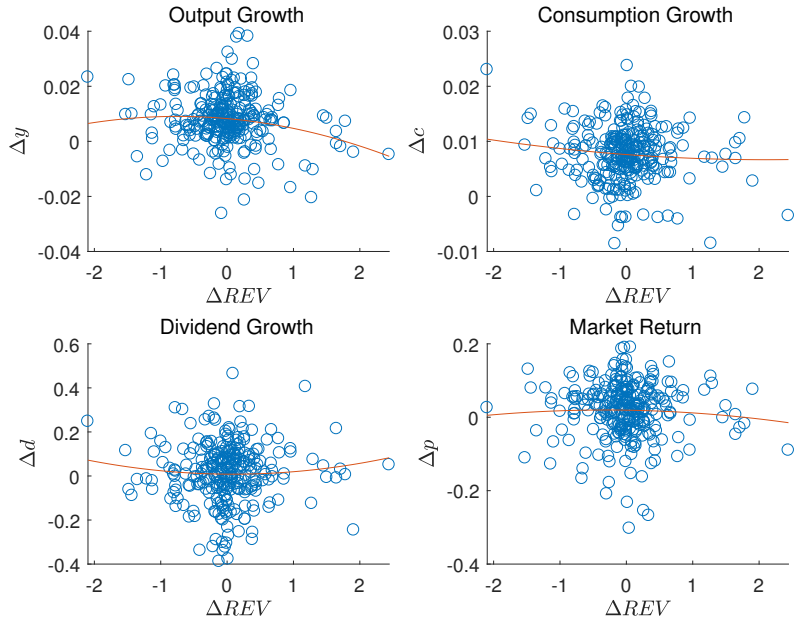 Output Growth
0.04
0.02
0
-0.02
-0.04
Δy
-2 -1 0 1 2
ΔREV
Consumption Growth
0.03
0.02
0.01
0
-0.01
Δc
-2 -1 0 1 2
ΔREV
Dividend Growth
0.6
0.4
0.2
0
-0.2
-0.4
Δd
-2 -1 0 1 2
ΔREV
Market Return
0.2
0
-0.2
-0.4
Δp
-2 -1 0 1 2
ΔREV